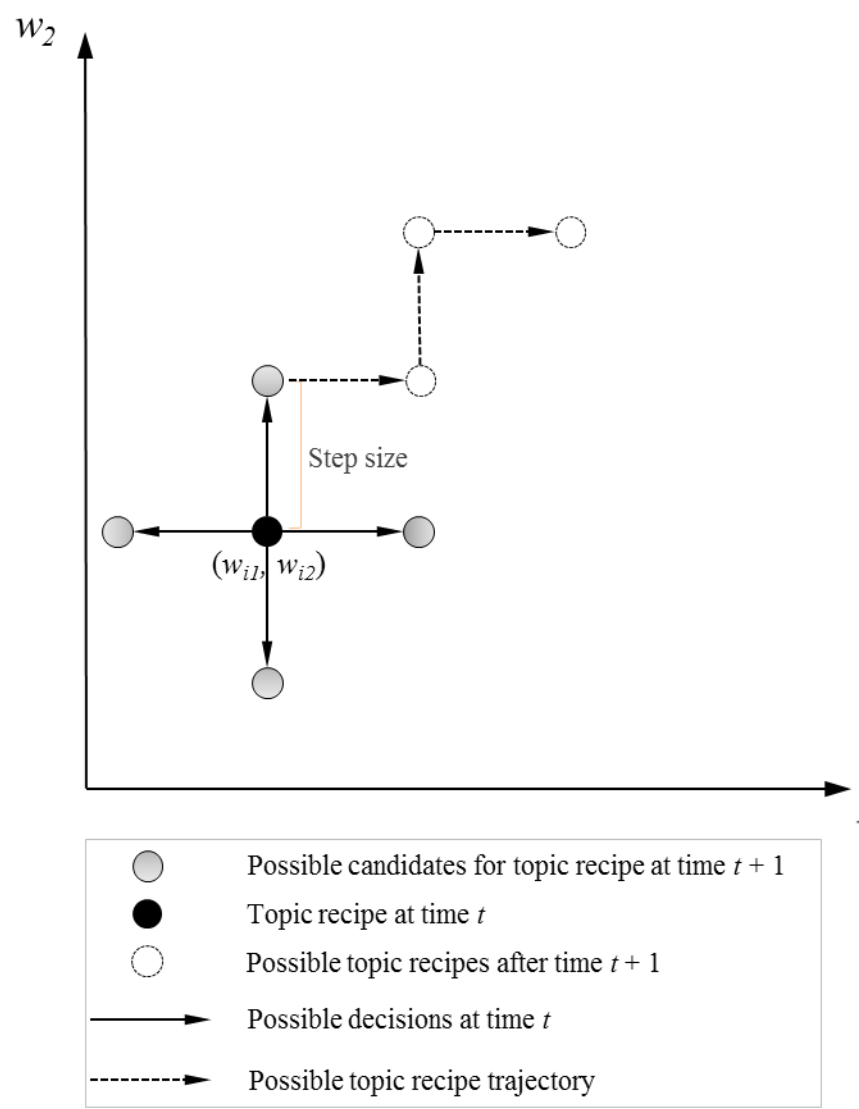 w2
Step size
(wi1, wi2)
Possible candidates for topic recipe at time t + 1
Topic recipe at time t
Possible topic recipes after time t + 1
Possible decisions at time t
Possible topic recipe trajectory